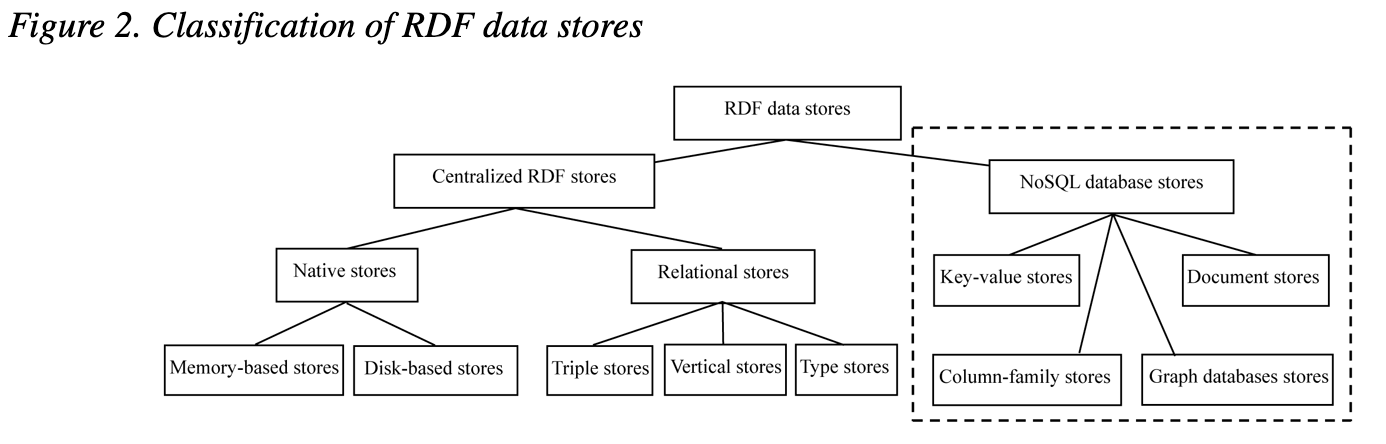 Figure 2. Classification of RDF data stores
RDF data stores
Centralized RDF stores
NoSQL database stores
Native stores
Relational stores
Key-value stores
Document stores
Memory-based stores
Disk-based stores
Triple stores
Vertical stores
Type stores
Column-family stores
Graph databases stores